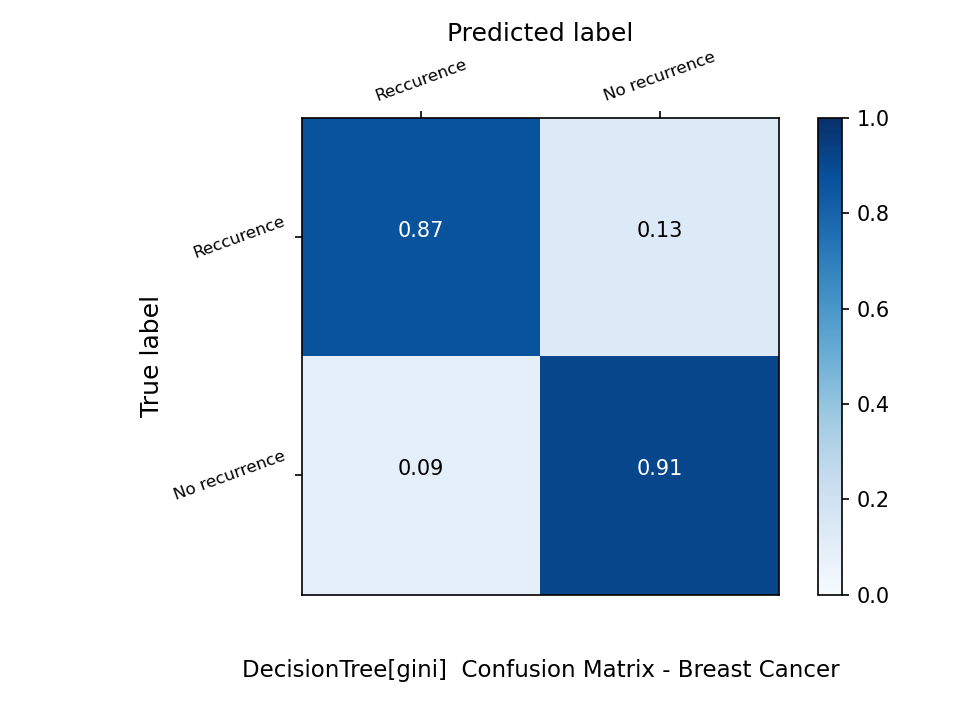 Predicted label
Reccurence
No recurrence
1.0
0.8
0.6
0.4
0.2
0.0
True label
Reccurence
0.87
0.13
No recurrence
0.09
0.91
DecisionTree[gini]  Confusion Matrix - Breast Cancer